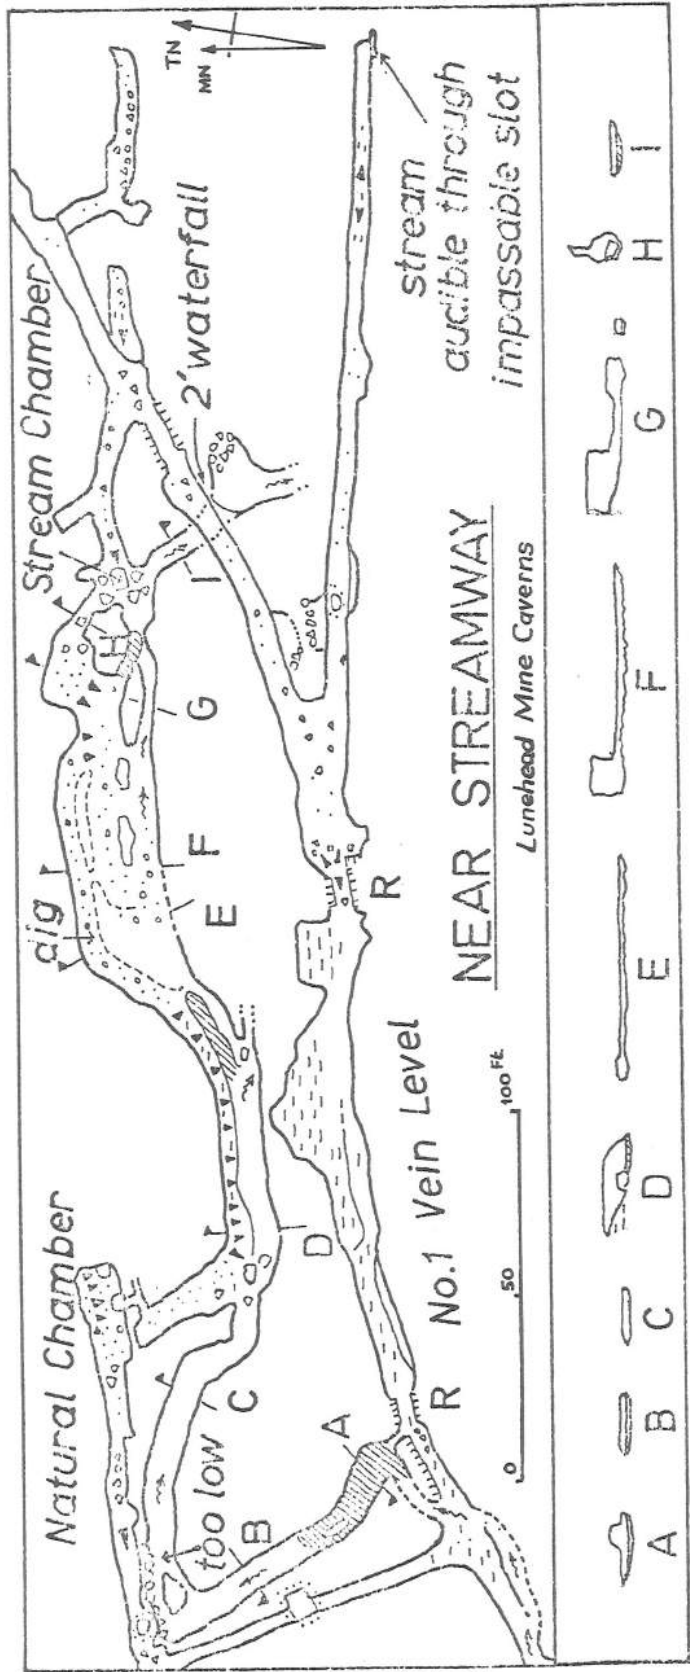 Natural Chamber
dig
Stream Chamber
TN
MN
2' waterfall
too low
B
C
D
E
F
G
H
I
A
R
No.1 Vein Level
R
stream
audible through
impassable slot
0
50
100 Ft.
NEAR STREAMWAY
Lunehead Mine Caverns
A
B
C
D
E
F
G
H
I